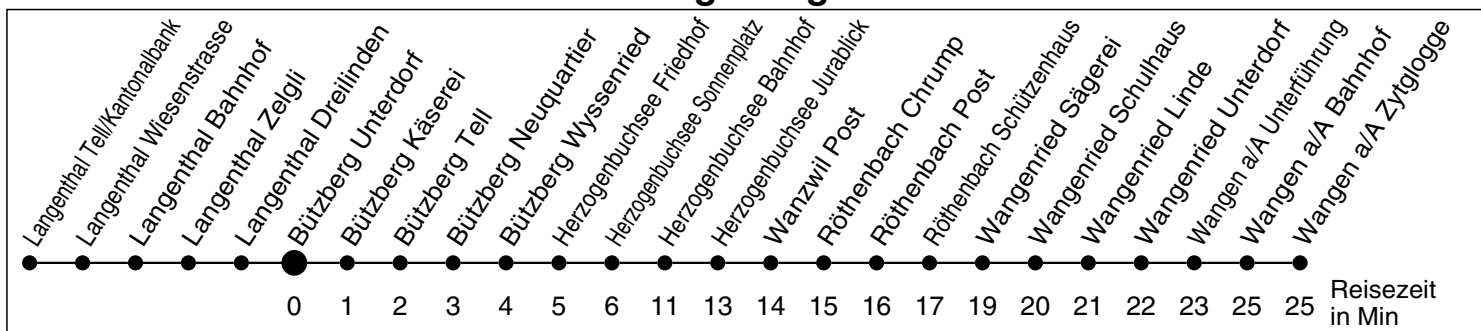 Langenthal Tell/Kantonalbank
Langenthal Wiesenstrasse
Langenthal Bahnhof
Langenthal Zelgli
Langenthal Dreilinden
Bützberg Unterdorf
Bützberg Käserei
Bützberg Tell
Bützberg Neuquartier
Bützberg Wyssenried
Herzogenbuchsee Friedhof
Herzogenbuchsee Sonnenplatz
Herzogenbuchsee Bahnhof
Herzogenbuchsee Jurablick
Wanzwil Post
Röthenbach Chrump
Röthenbach Post
Röthenbach Schützenhaus
Wangenried Sägerei
Wangenried Schulhaus
Wangenried Linde
Wangenried Unterdorf
Wangen a/A Unterführung
Wangen a/A Bahnhof
Wangen a/A Zytglogge
0 1 2 3 4 5 6 11 13 14 15 16 17 19 20 21 22 23 25 25
Reisezeit
in Min